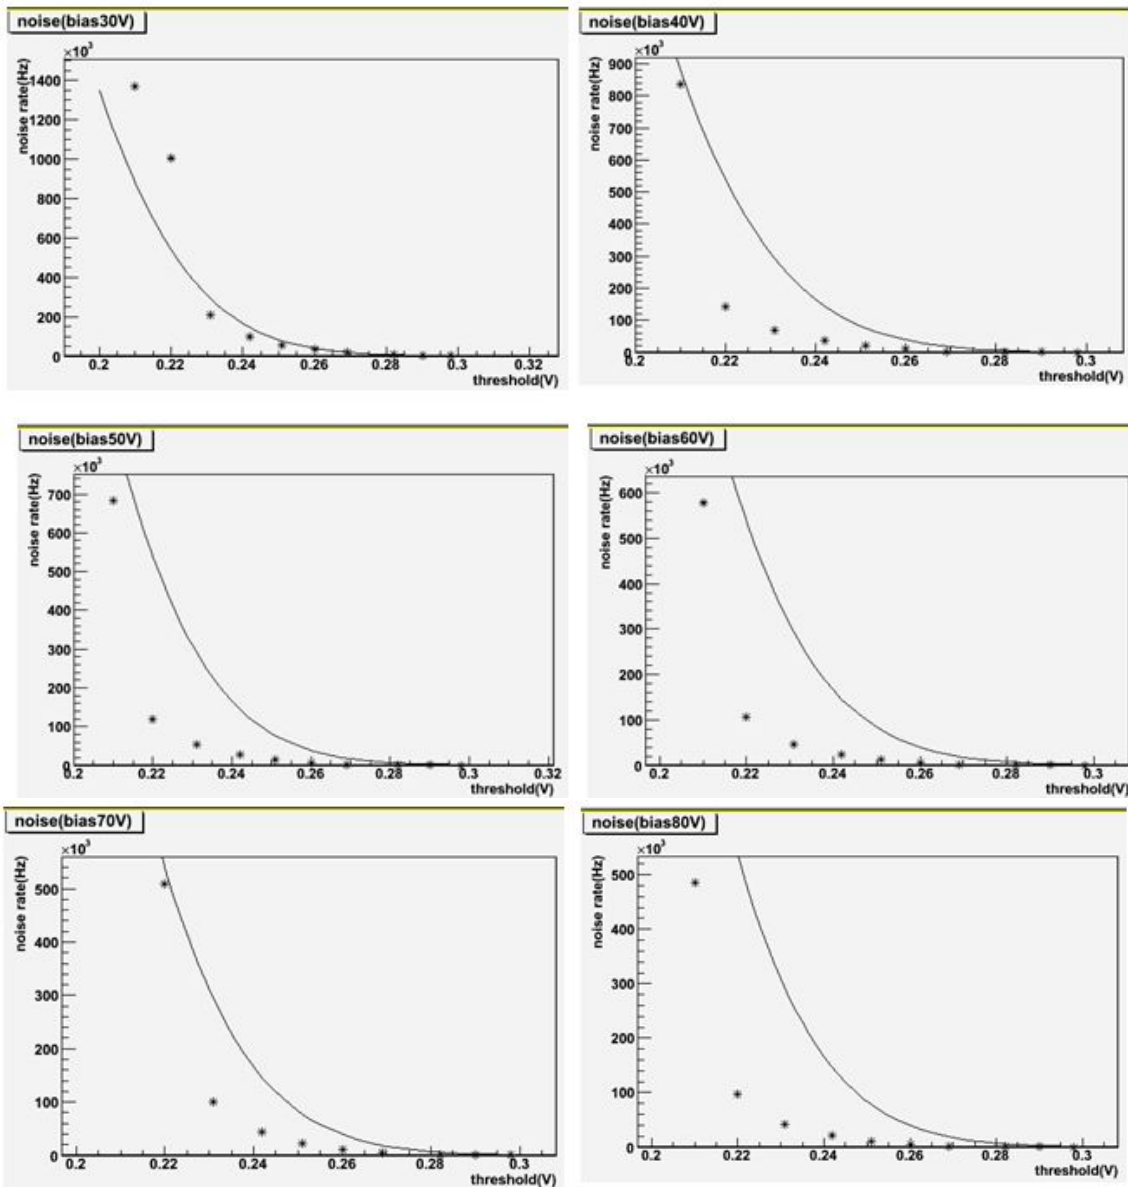 noise(bias30V)
×10³
noise rate(Hz)
1400
1200
1000
800
600
400
200
0
0.2 0.22 0.24 0.26 0.28 0.3 0.32
threshold(V)
noise(bias40V)
×10³
noise rate(Hz)
900
800
700
600
500
400
300
200
100
0
0.2 0.22 0.24 0.26 0.28 0.3
threshold(V)
noise(bias50V)
×10³
noise rate(Hz)
700
600
500
400
300
200
100
0
0.2 0.22 0.24 0.26 0.28 0.3 0.32
threshold(V)
noise(bias60V)
×10³
noise rate(Hz)
600
500
400
300
200
100
0
0.2 0.22 0.24 0.26 0.28 0.3
threshold(V)
noise(bias70V)
×10³
noise rate(Hz)
500
400
300
200
100
0
0.2 0.22 0.24 0.26 0.28 0.3
threshold(V)
noise(bias80V)
×10³
noise rate(Hz)
500
400
300
200
100
0
0.2 0.22 0.24 0.26 0.28 0.3
threshold(V)